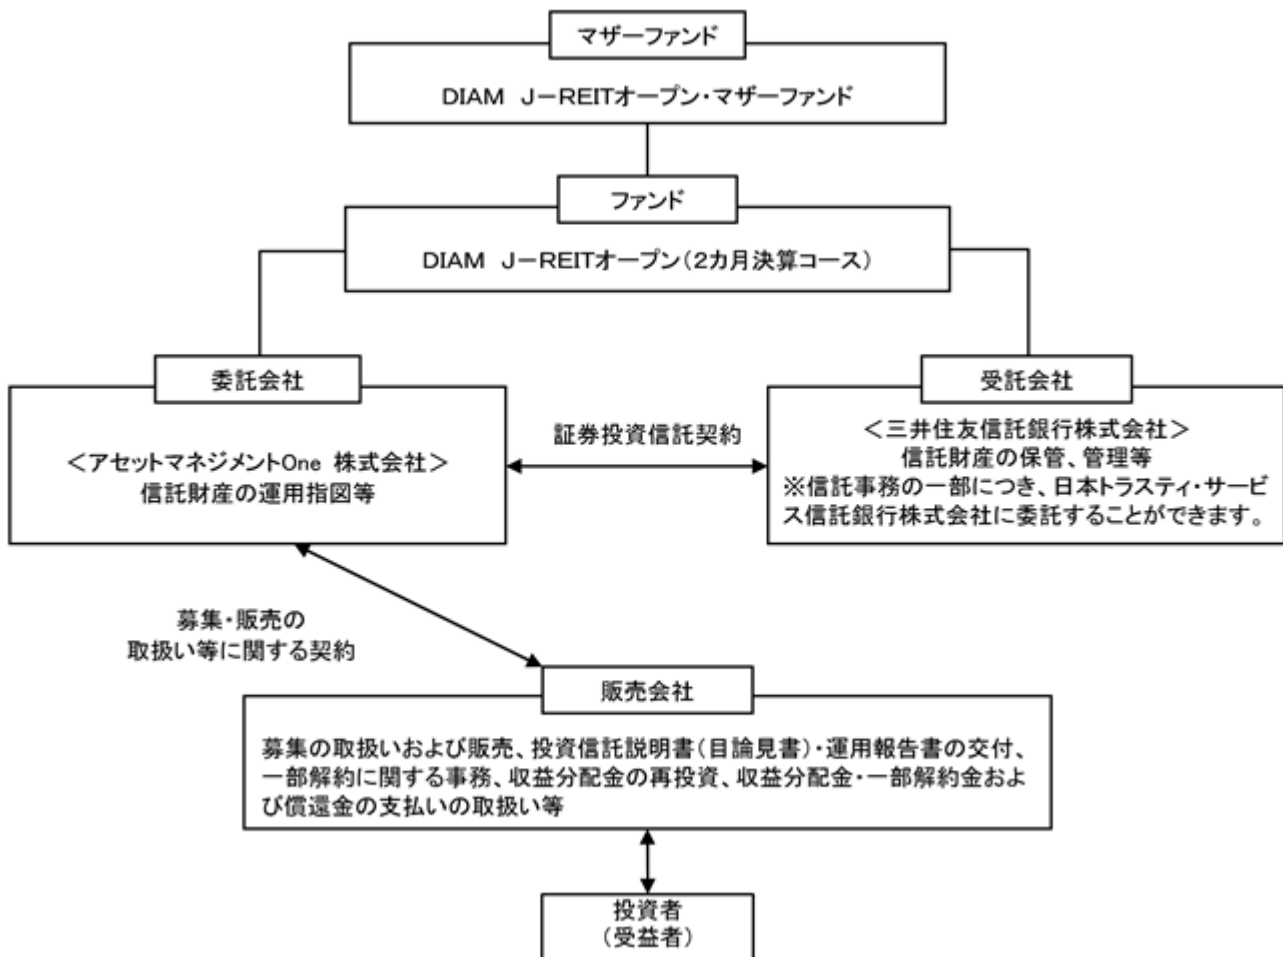 マザーファンド
DIAM J-REITオープン・マザーファンド
ファンド
DIAM J-REITオープン(2カ月決算コース)
委託会社
<アセットマネジメントOne 株式会社>
信託財産の運用指図等
証券投資信託契約
受託会社
<三井住友信託銀行株式会社>
信託財産の保管、管理等
※信託事務の一部につき、日本トラスティ・サービ
ス信託銀行株式会社に委託することができます。
募集・販売の
取扱い等に関する契約
販売会社
募集の取扱いおよび販売、投資信託説明書(目論見書)・運用報告書の交付、
一部解約に関する事務、収益分配金の再投資、収益分配金・一部解約金およ
び償還金の支払いの取扱い等
投資者
(受益者)